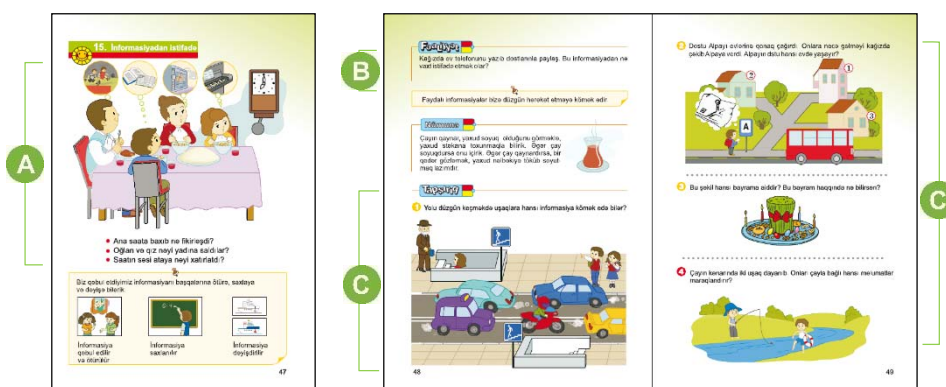 15. İnformasiyadan istifadə
A
• Ana saata baxıb nə fikirləşdi?
• Oğlan və qız nəyi yadına saldılar?
• Saatın səsi ataya nəyi xatırlatdı?
Biz qəbul etdiyimiz informasiyanı başqalarına ötürə, saxlaya
və dəyişə bilərik.
İnformasiya
qəbul edilir
və ötürülür
İnformasiya
saxlanılır
İnformasiya
dəyişdirilir
47
B
C
Fəaliyyət
Kağızda ev telefonunu yazıb dostlarınla paylaş. Bu informasiyadan nə
vaxt istifadə etmək olar?
Faydalı informasiyalar bizə düzgün hərəkət etməyə kömək edir.
Nümunə
Çayın qaynar, yaxud soyuq olduğunu görməklə,
yaxud stəkana toxunmaqla bilirik. Əgər çay
soyuqdursa onu içirik. Əgər çay qaynardırsa, bir
qədər gözləmək, yaxud nəlbəkiyə töküb soyut-
maq lazımdır.
Tapşırıq
1 Yolu düzgün keçməkdə uşaqlara hansı informasiya kömək edə bilər?
48
2 Dostu Alpayı evlərinə qonaq çağırdı. Onlara necə gəlməyi kağızda
çəkib Alpaya verdi. Alpayın dostu hansı evdə yaşayır?
2
1
3
A
3 Bu şəkil hansı bayrama aiddir? Bu bayram haqqında nə bilirsən?
4 Çayın kənarında iki uşaq dayanıb. Onları çayla bağlı hansı məlumatlar
maraqlandırır?
49
C